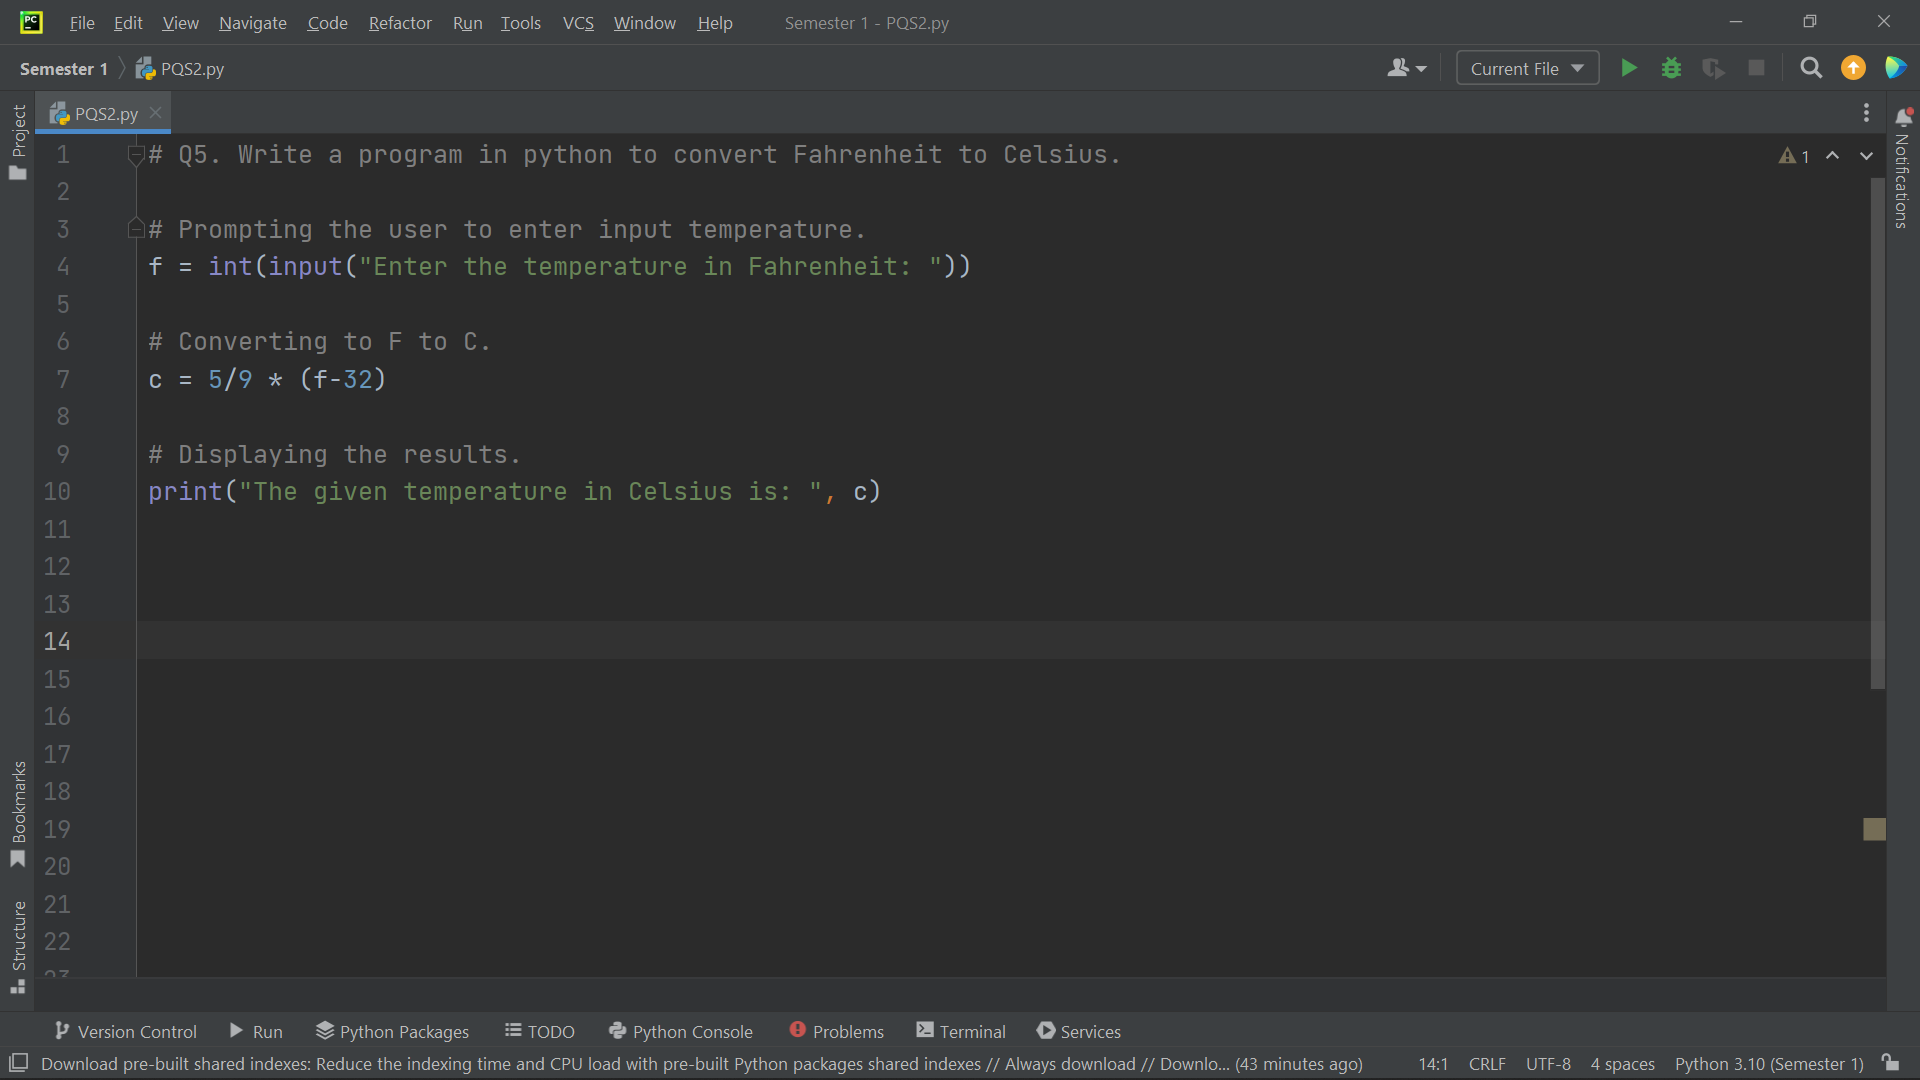 PC File Edit View Navigate Code Refactor Run Tools VCS Window Help Semester 1 - PQS2.py
Semester 1 PQS2.py Current File
Project
PQS2.py
Notifications
1 # Q5. Write a program in python to convert Fahrenheit to Celsius. 1
2
3 # Prompting the user to enter input temperature.
4 f = int(input("Enter the temperature in Fahrenheit: "))
5
6 # Converting to F to C.
7 c = 5/9 * (f-32)
8
9 # Displaying the results.
10 print("The given temperature in Celsius is: ", c)
11
12
13
14
15
16
17
18
19
20
21
22
23
Bookmarks
Structure
Version Control Run Python Packages TODO Python Console Problems Terminal Services
Download pre-built shared indexes: Reduce the indexing time and CPU load with pre-built Python packages shared indexes // Always download // Downlo... (43 minutes ago) 14:1 CRLF UTF-8 4 spaces Python 3.10 (Semester 1)